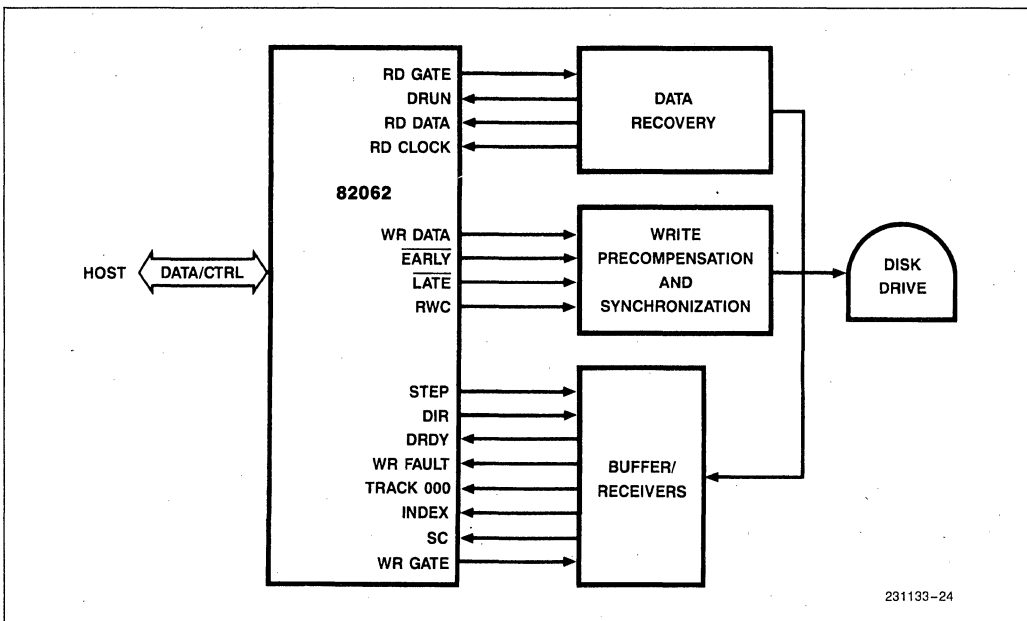 RD GATE
DRUN
RD DATA
RD CLOCK
82062
WR DATA
EARLY
LATE
RWC
STEP
DIR
DRDY
WR FAULT
TRACK 000
INDEX
SC
WR GATE
HOST
DATA/CTRL
DATA
RECOVERY
WRITE
PRECOMPENSATION
AND
SYNCHRONIZATION
BUFFER/
RECEIVERS
DISK
DRIVE
231133–24